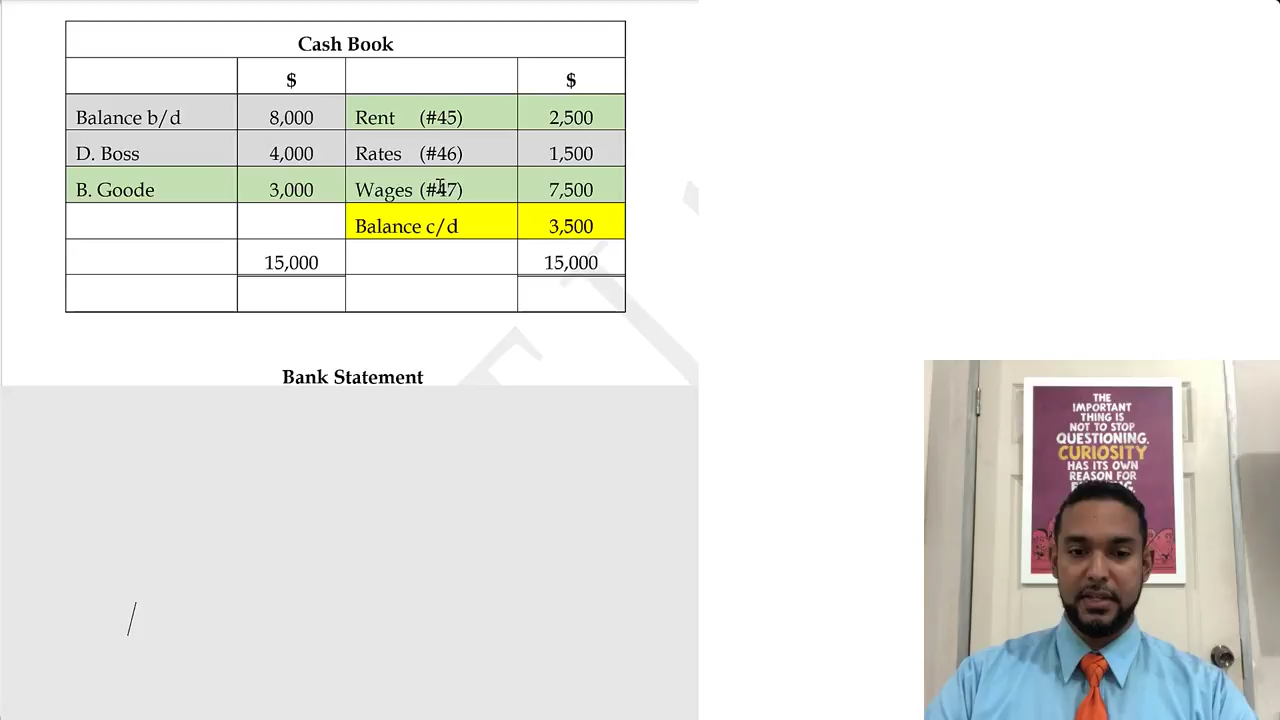 Cash Book
$ $
Balance b/d 8,000 Rent (#45) 2,500
D. Boss 4,000 Rates (#46) 1,500
B. Goode 3,000 Wages (#47) 7,500
Balance c/d 3,500
15,000 15,000
Bank Statement
THE
IMPORTANT
THING IS
NOT TO STOP
QUESTIONING.
CURIOSITY
HAS ITS OWN
REASON FOR